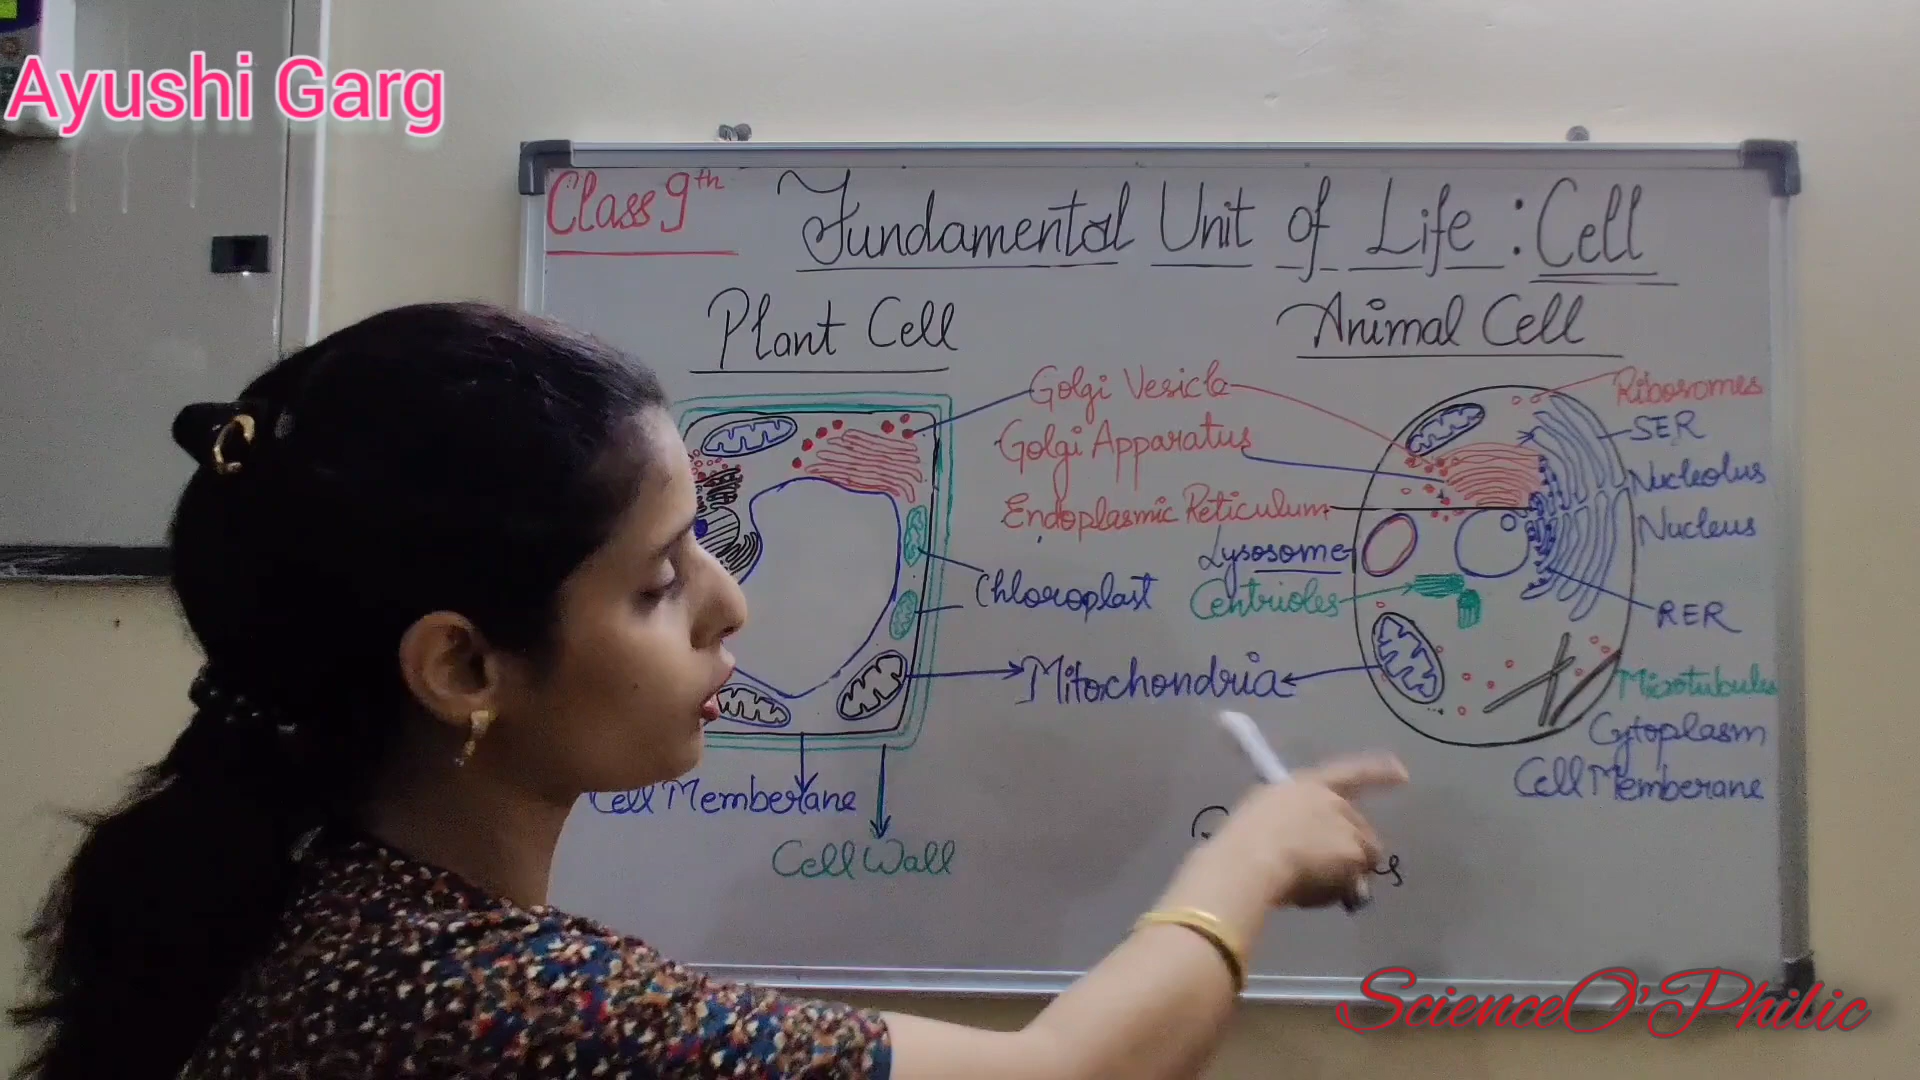 Ayushi Garg
Class 9th
Fundamental Unit of Life : Cell
Plant Cell
Animal Cell
Golgi Vesicle
Golgi Apparatus
Endoplasmic Reticulum
Lysosome
Centrioles
Chloroplast
Mitochondria
Ribosomes
SER
Nucleolus
Nucleus
RER
Microtubulus
Cytoplasm
Cell Memberane
Cell Memberane
Cell Wall
ScienceO'Philic